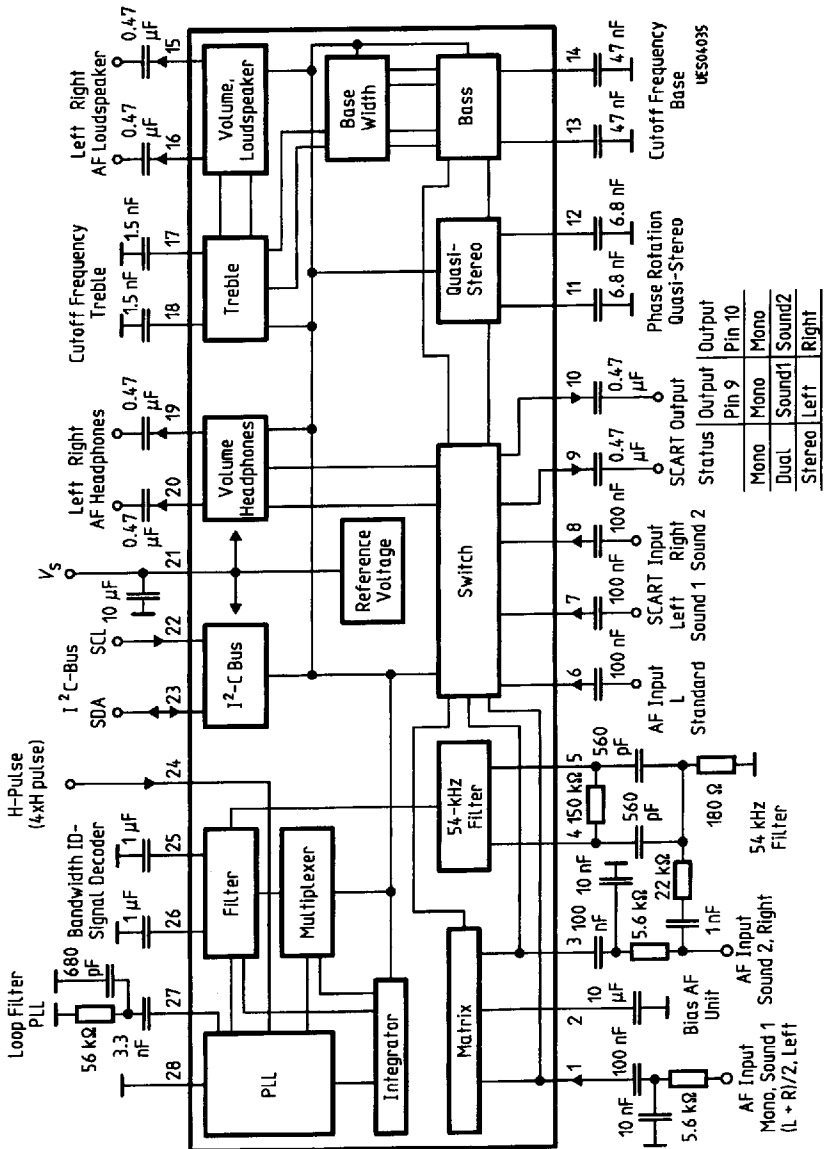 Loop Filter
PLL
Bandwidth ID-
Signal Decoder
H-Pulse
(4xH pulse)
I²C-Bus
SDA
SCL
Vs
Left Right
AF Headphones
Cutoff Frequency
Treble
Left Right
AF Loudspeaker
56 kΩ
680
pF
3.3
nF
1 µF
1 µF
10 µF
0.47
µF
0.47
µF
1.5 nF
1.5 nF
0.47
µF
0.47
µF
28
27
26
25
24
23
22
21
20
19
18
17
16
15
PLL
Filter
Multiplexer
Integrator
I²-C Bus
Volume
Headphones
Reference
Voltage
Treble
Volume,
Loudspeaker
Base
Width
Matrix
54-kHz
Filter
Switch
Quasi-
Stereo
Bass
1
2
3
4
5
6
7
8
9
10
11
12
13
14
100 nF
10 nF
5.6 kΩ
AF Input
Mono, Sound 1
(L + R)/2, Left
10
µF
Bias AF
Unit
100
nF
10 nF
5.6 kΩ
1 nF
22 kΩ
AF Input
Sound 2, Right
150 kΩ
560
pF
560
pF
180 Ω
54 kHz
Filter
100 nF
AF Input
L
Standard
100 nF
100 nF
SCART Input
Left Right
Sound 1 Sound 2
0.47
µF
0.47
µF
SCART Output
Status Output Output
Pin 9 Pin 10
Mono Mono Mono
Dual Sound1 Sound2
Stereo Left Right
6.8 nF
6.8 nF
Phase Rotation
Quasi-Stereo
47 nF
47 nF
Cutoff Frequency
Base
UES04035